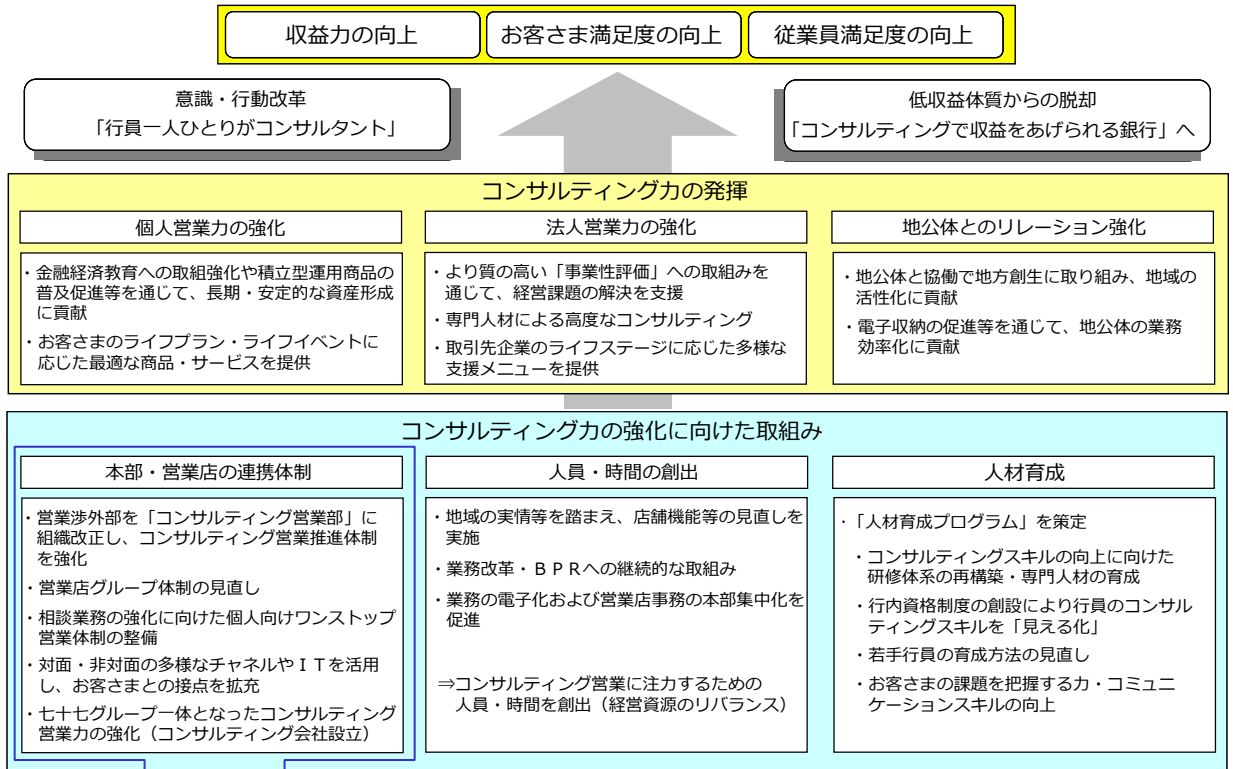 収益力の向上
お客さま満足度の向上
従業員満足度の向上
意識・行動改革
「行員一人ひとりがコンサルタント」
低収益体質からの脱却
「コンサルティングで収益をあげられる銀行」へ
コンサルティング力の発揮
個人営業力の強化
・金融経済教育への取組強化や積立型運用商品の
普及促進等を通じて、長期・安定的な資産形成
に貢献
・お客さまのライフプラン・ライフイベントに
応じた最適な商品・サービスを提供
法人営業力の強化
・より質の高い「事業性評価」への取組みを
通じて、経営課題の解決を支援
・専門人材による高度なコンサルティング
・取引先企業のライフステージに応じた多様な
支援メニューを提供
地公体とのリレーション強化
・地公体と協働で地方創生に取り組み、地域の
活性化に貢献
・電子収納の促進等を通じて、地公体の業務
効率化に貢献
コンサルティング力の強化に向けた取組み
本部・営業店の連携体制
・営業渉外部を「コンサルティング営業部」に
組織改正し、コンサルティング営業推進体制
を強化
・営業店グループ体制の見直し
・相談業務の強化に向けた個人向けワンストップ
営業体制の整備
・対面・非対面の多様なチャネルやＩＴを活用
し、お客さまとの接点を拡充
・七十七グループ一体となったコンサルティング
営業力の強化（コンサルティング会社設立）
人員・時間の創出
・地域の実情等を踏まえ、店舗機能等の見直しを
実施
・業務改革・ＢＰＲへの継続的な取組み
・業務の電子化および営業店事務の本部集中化を
促進
⇒コンサルティング営業に注力するための
人員・時間を創出（経営資源のリバランス）
人材育成
・「人材育成プログラム」を策定
・コンサルティングスキルの向上に向けた
研修体系の再構築・専門人材の育成
・行内資格制度の創設により行員のコンサル
ティングスキルを「見える化」
・若手行員の育成方法の見直し
・お客さまの課題を把握する力・コミュニ
ケーションスキルの向上